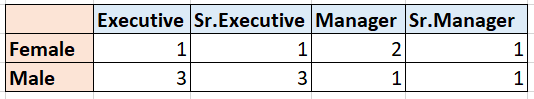 Executive Sr.Executive Manager Sr.Manager
Female 1 1 2 1
Male 3 3 1 1